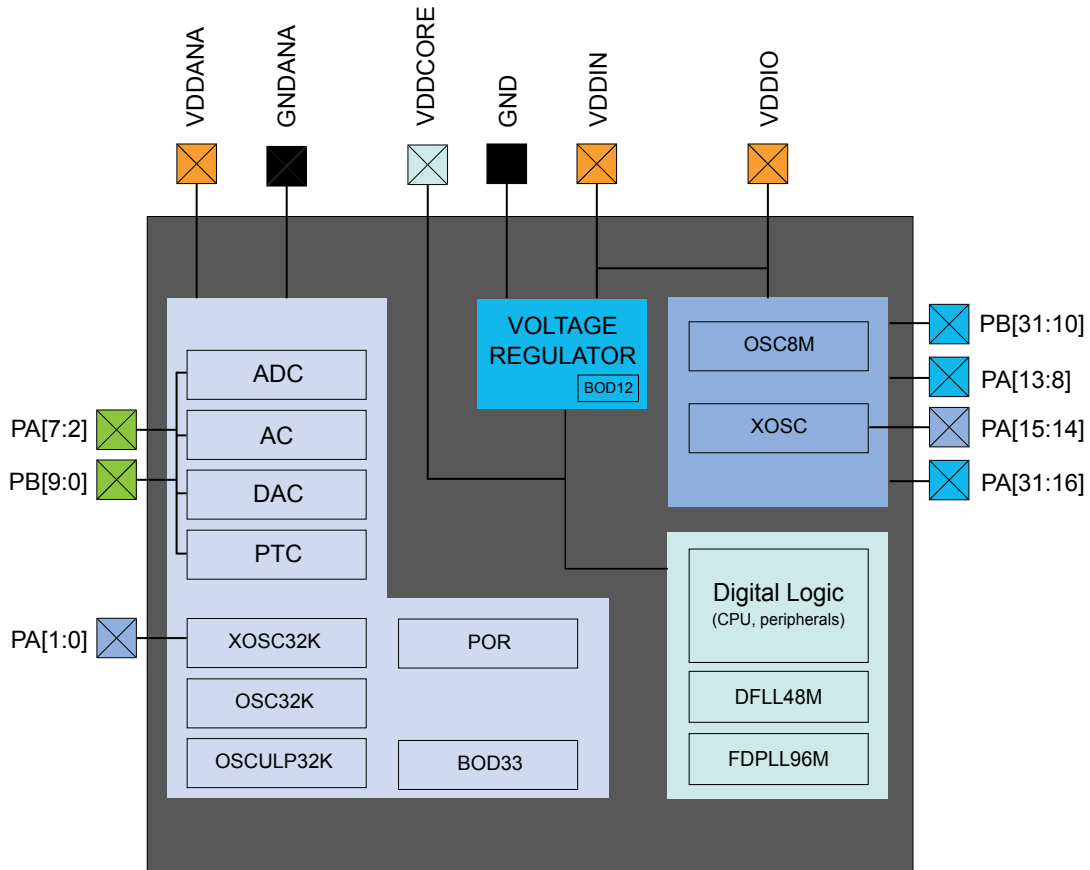 VDDANA
GNDANA
VDDCORE
GND
VDDIN
VDDIO
VOLTAGE
REGULATOR
BOD12
OSC8M
XOSC
PB[31:10]
PA[13:8]
PA[15:14]
PA[31:16]
ADC
AC
DAC
PTC
PA[7:2]
PB[9:0]
PA[1:0]
XOSC32K
OSC32K
OSCULP32K
POR
BOD33
Digital Logic
(CPU, peripherals)
DFLL48M
FDPLL96M